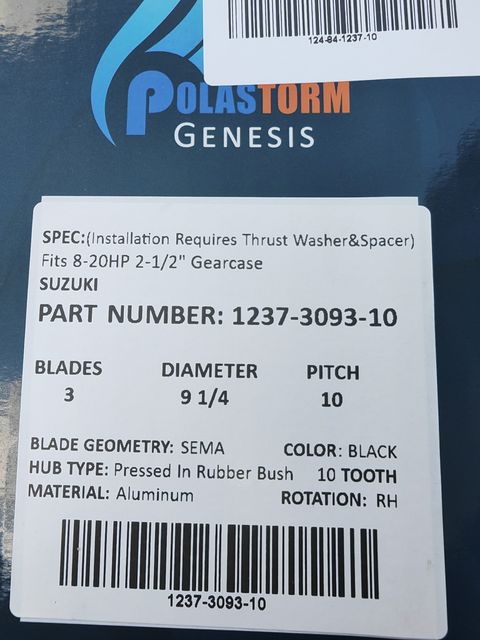 124-94-1237-10
POLASTORM
GENESIS
SPEC:(Installation Requires Thrust Washer&Spacer)
Fits 8-20HP 2-1/2" Gearcase
SUZUKI
PART NUMBER: 1237-3093-10
BLADES DIAMETER PITCH
3 9 1/4 10
BLADE GEOMETRY: SEMA COLOR: BLACK
HUB TYPE: Pressed In Rubber Bush 10 TOOTH
MATERIAL: Aluminum ROTATION: RH
1237-3093-10